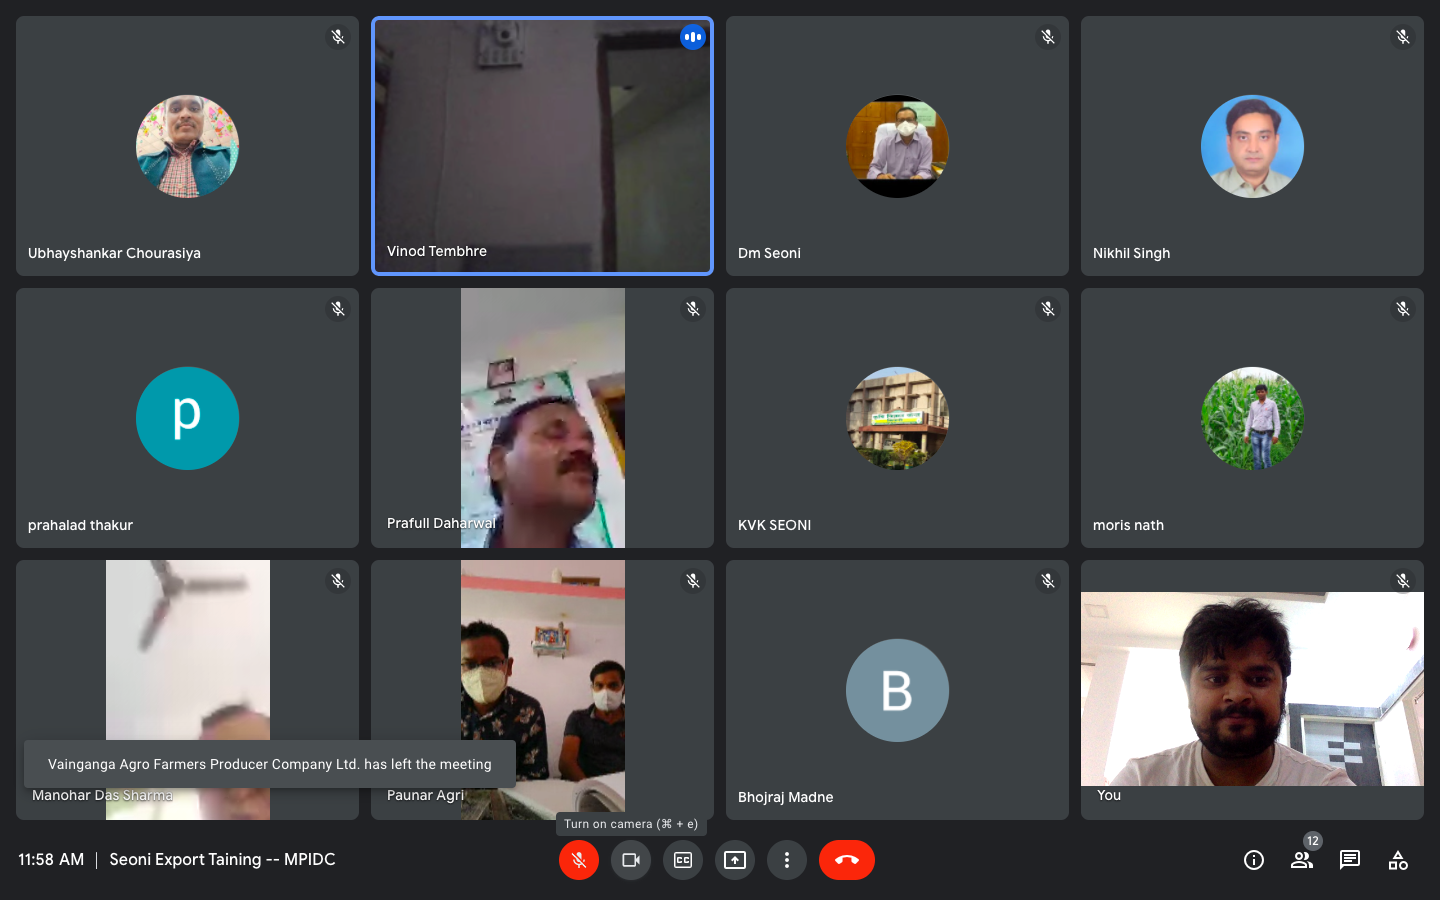 Ubhayshankar Chourasiya
Vinod Tembhre
Dm Seoni
Nikhil Singh
p
prahalad thakur
Prafull Daharwal
KVK SEONI
moris nath
Vainganga Agro Farmers Producer Company Ltd. has left the meeting
Manohar Das Sharma
Paunar Agri
B
Bhojraj Madne
You
Turn on camera (⌘ + e)
11:58 AM | Seoni Export Taining -- MPIDC
CC
12